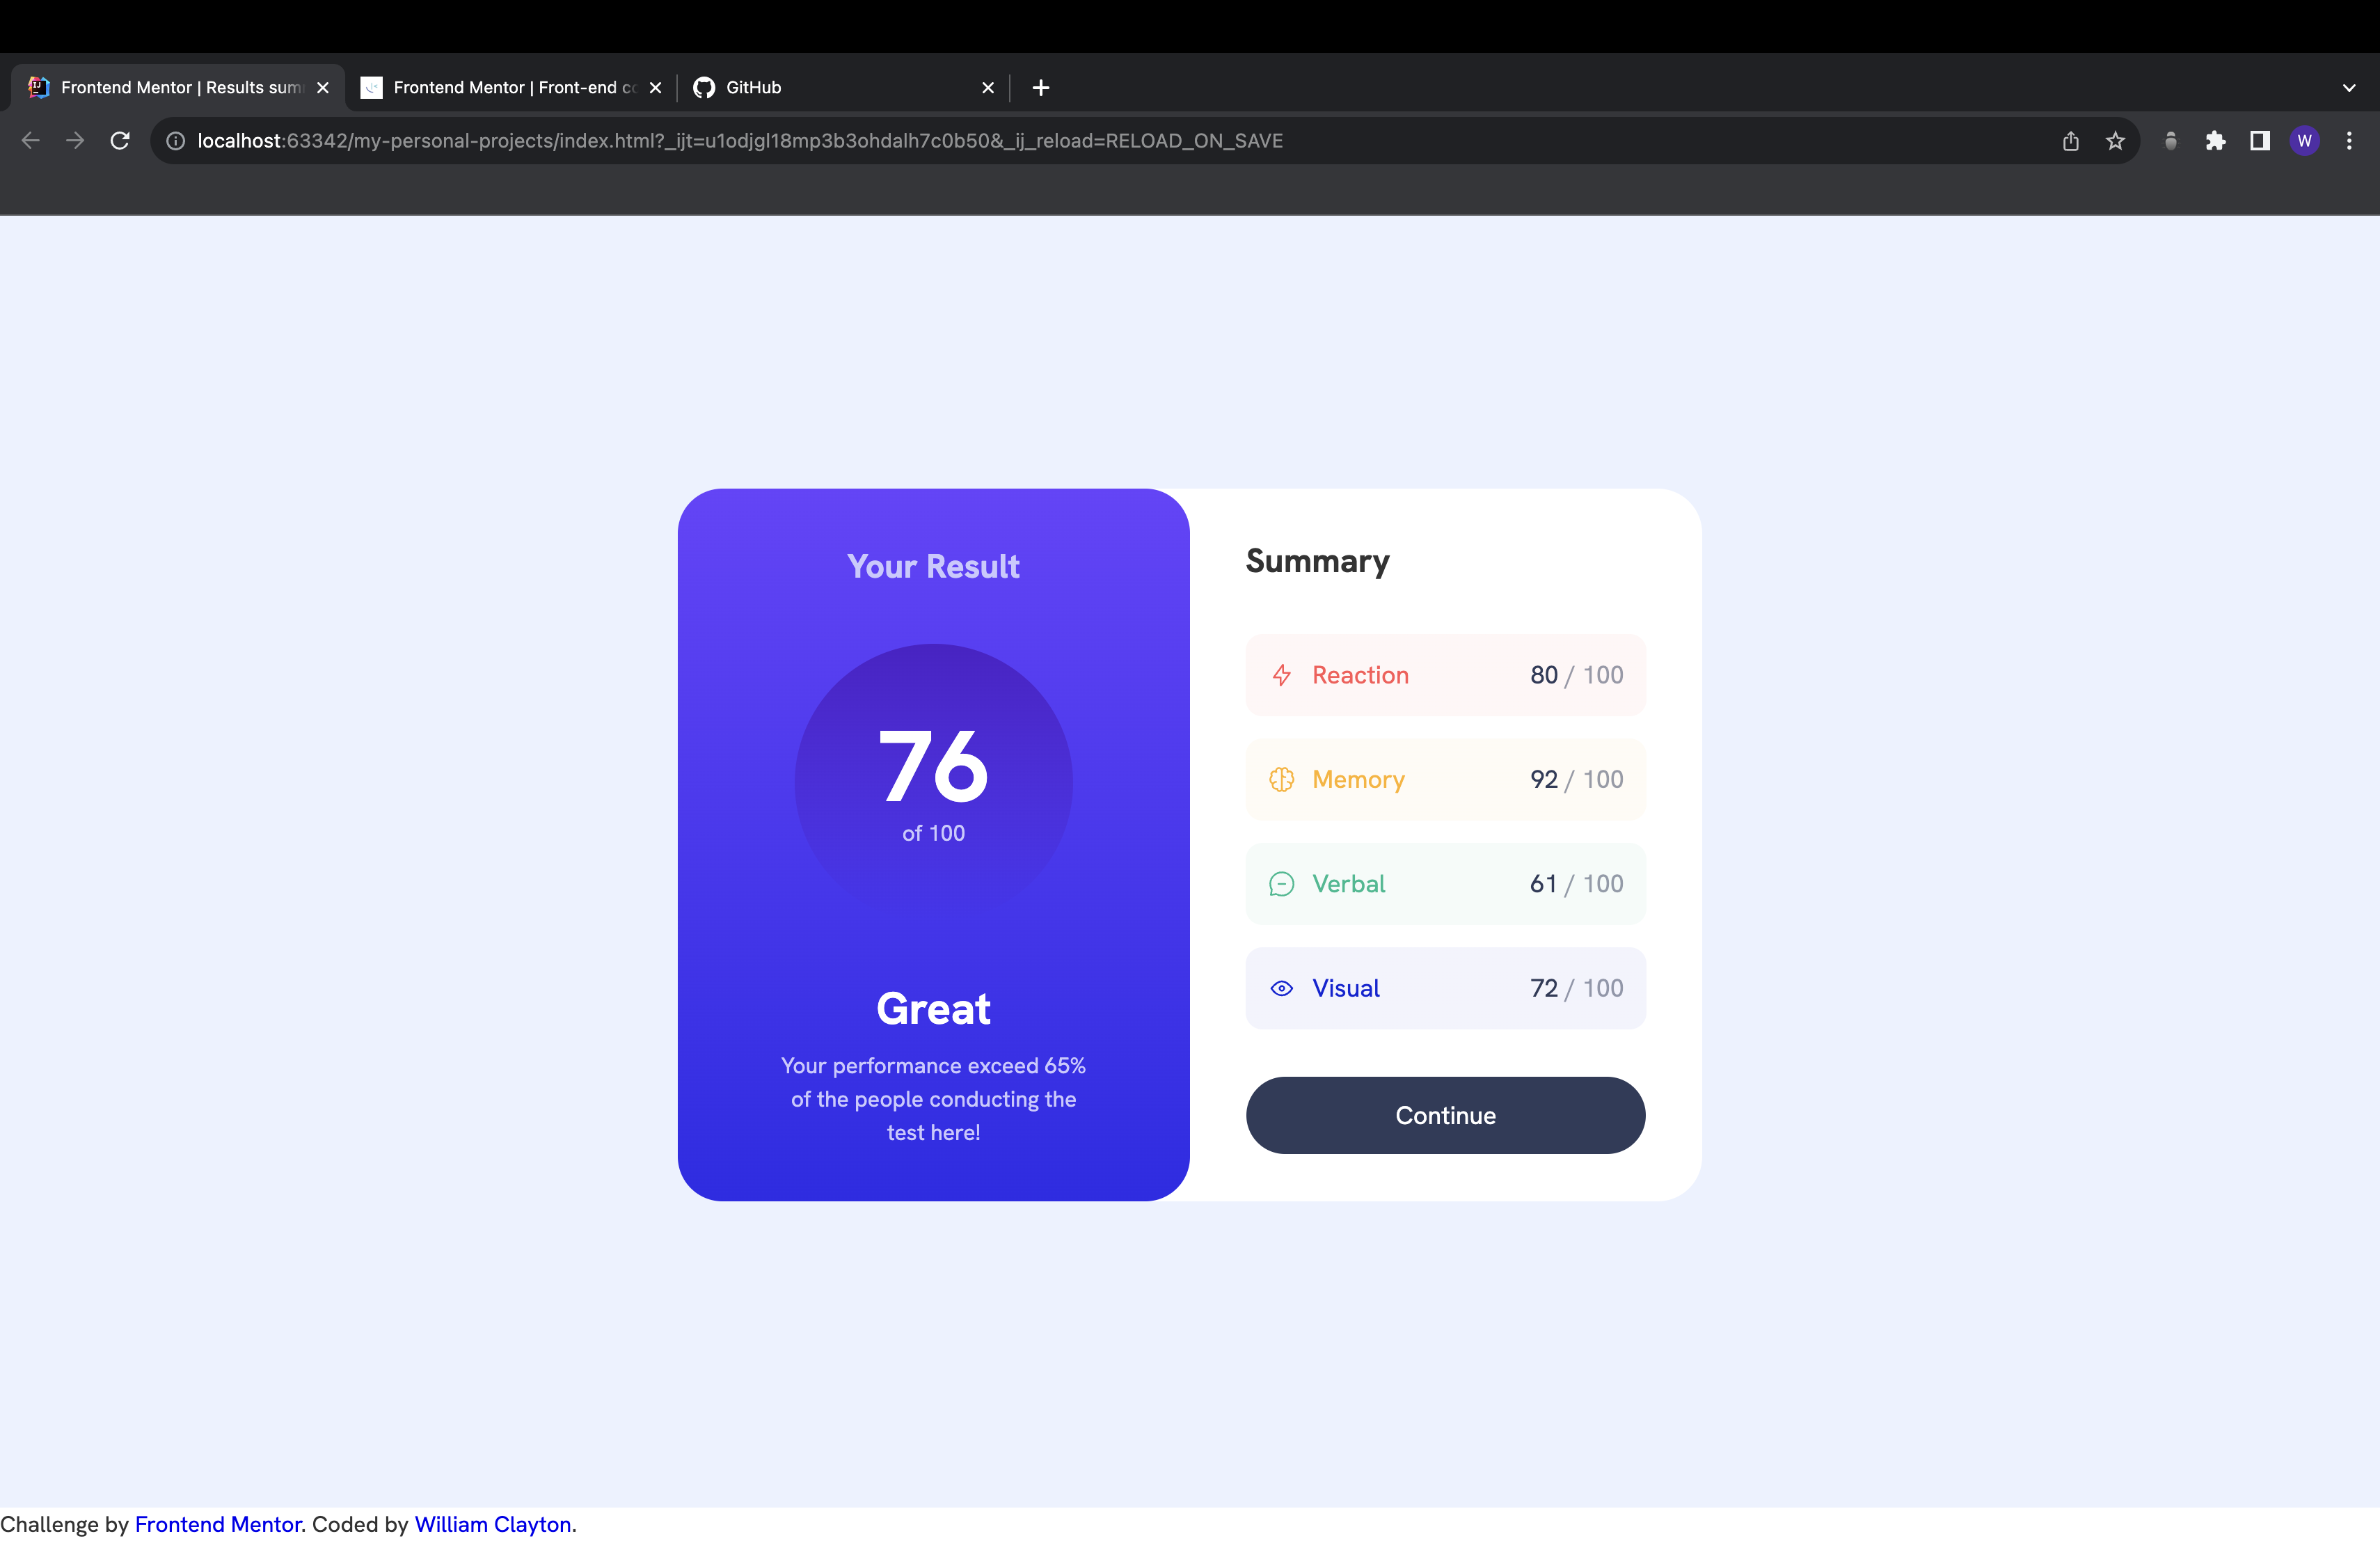 Frontend Mentor | Results sum
Frontend Mentor | Front-end co
GitHub
localhost:63342/my-personal-projects/index.html?_ijt=u1odjgl18mp3b3ohdalh7c0b50&_ij_reload=RELOAD_ON_SAVE
W
Your Result
76
of 100
Great
Your performance exceed 65%
of the people conducting the
test here!
Summary
Reaction 80 / 100
Memory 92 / 100
Verbal 61 / 100
Visual 72 / 100
Continue
Challenge by Frontend Mentor. Coded by William Clayton.